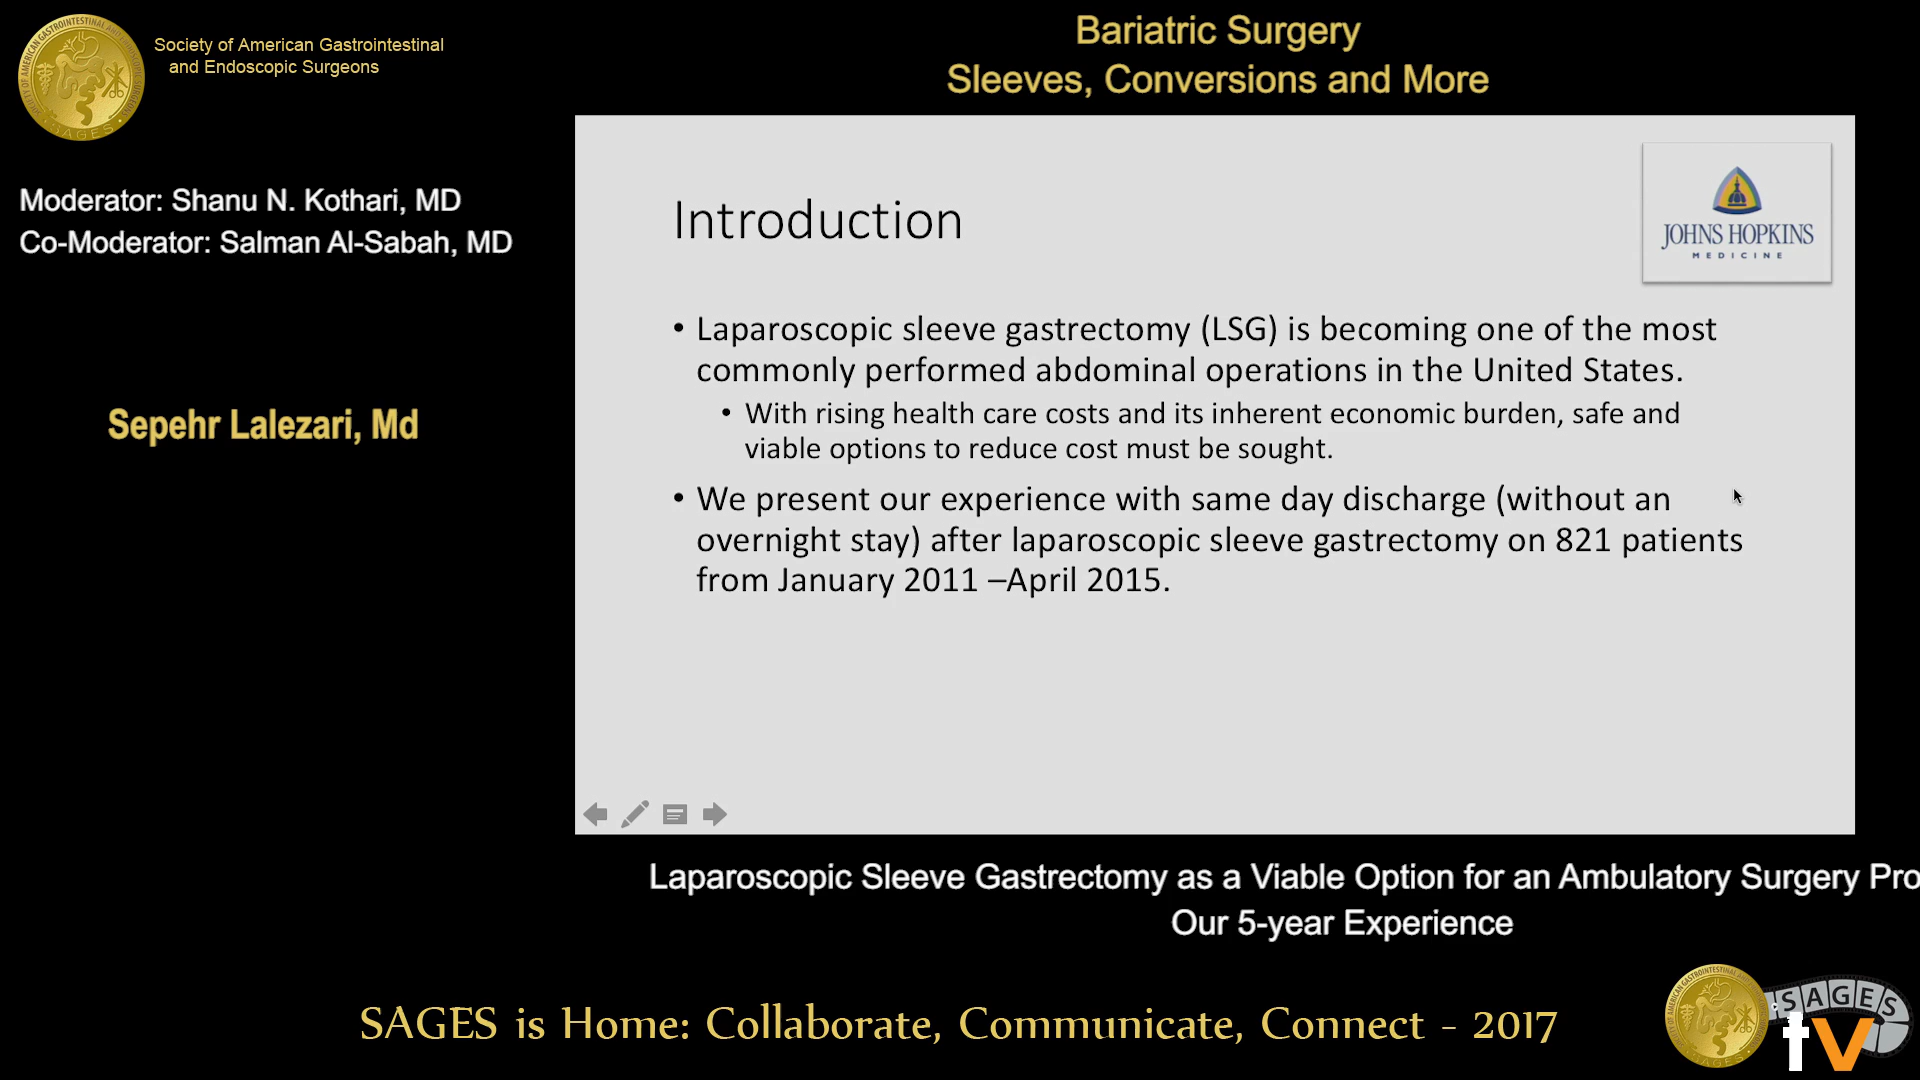 Society of American Gastrointestinal
and Endoscopic Surgeons
Bariatric Surgery
Sleeves, Conversions and More
Moderator: Shanu N. Kothari, MD
Co-Moderator: Salman Al-Sabah, MD
Sepehr Lalezari, Md
Introduction
JOHNS HOPKINS
MEDICINE
• Laparoscopic sleeve gastrectomy (LSG) is becoming one of the most
commonly performed abdominal operations in the United States.
• With rising health care costs and its inherent economic burden, safe and
viable options to reduce cost must be sought.
• We present our experience with same day discharge (without an
overnight stay) after laparoscopic sleeve gastrectomy on 821 patients
from January 2011 –April 2015.
Laparoscopic Sleeve Gastrectomy as a Viable Option for an Ambulatory Surgery Pro
Our 5-year Experience
SAGES is Home: Collaborate, Communicate, Connect - 2017
SAGES
tv